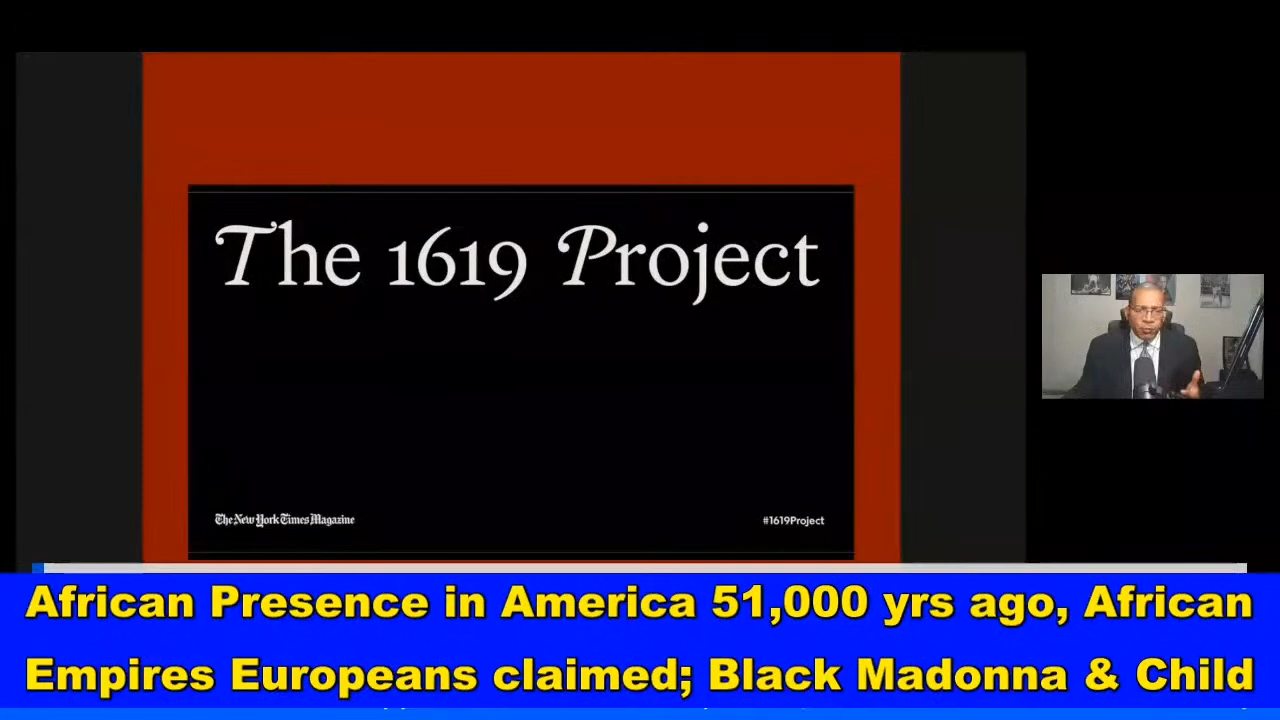 The 1619 Project
The New York Times Magazine
#1619Project
African Presence in America 51,000 yrs ago, African
Empires Europeans claimed; Black Madonna & Child